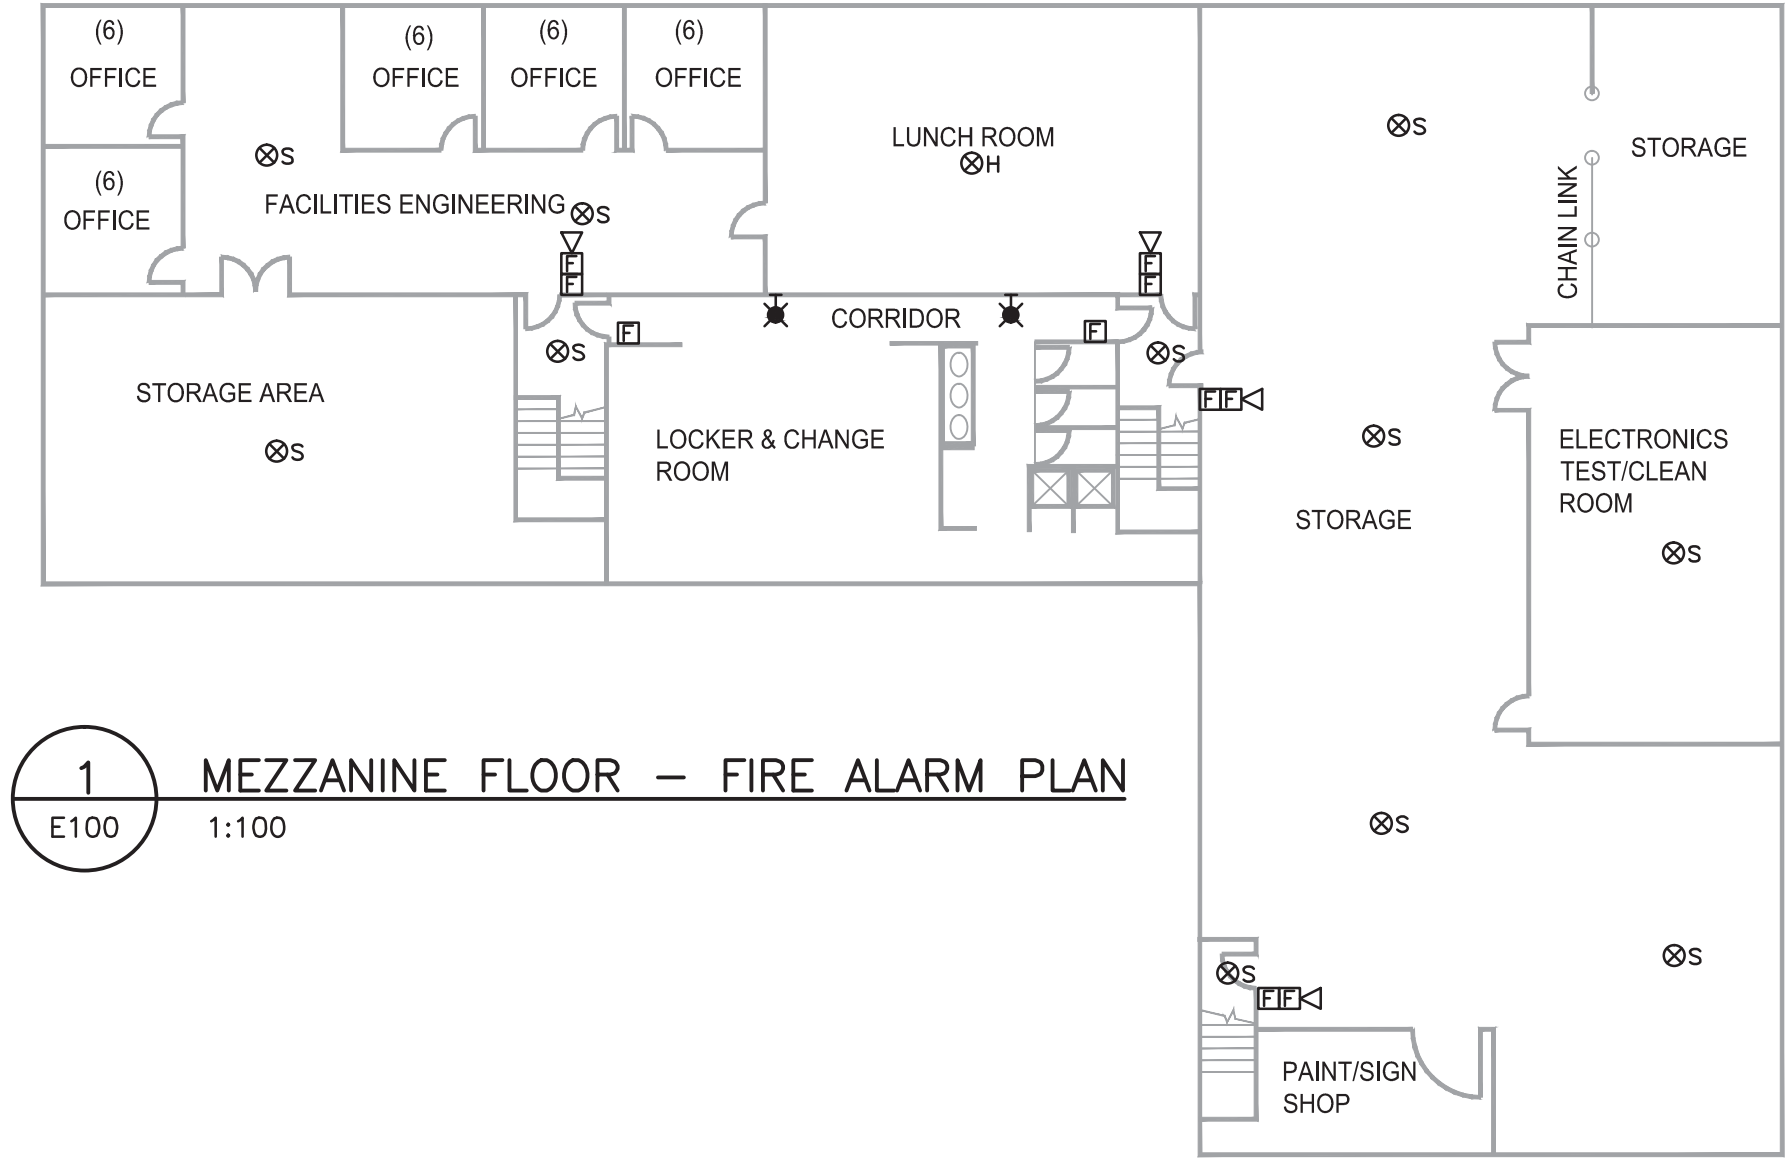 (6)
OFFICE
(6)
OFFICE
(6)
OFFICE
(6)
OFFICE
(6)
OFFICE
S
FACILITIES ENGINEERING
S
F
F
LUNCH ROOM
H
F
F
S
STORAGE
CHAIN LINK
CORRIDOR
F
F
S
S
STORAGE AREA
S
LOCKER & CHANGE
ROOM
F F
S
STORAGE
ELECTRONICS
TEST/CLEAN
ROOM
S
1
E100
MEZZANINE FLOOR – FIRE ALARM PLAN
1:100
S
S
S
F F
PAINT/SIGN
SHOP